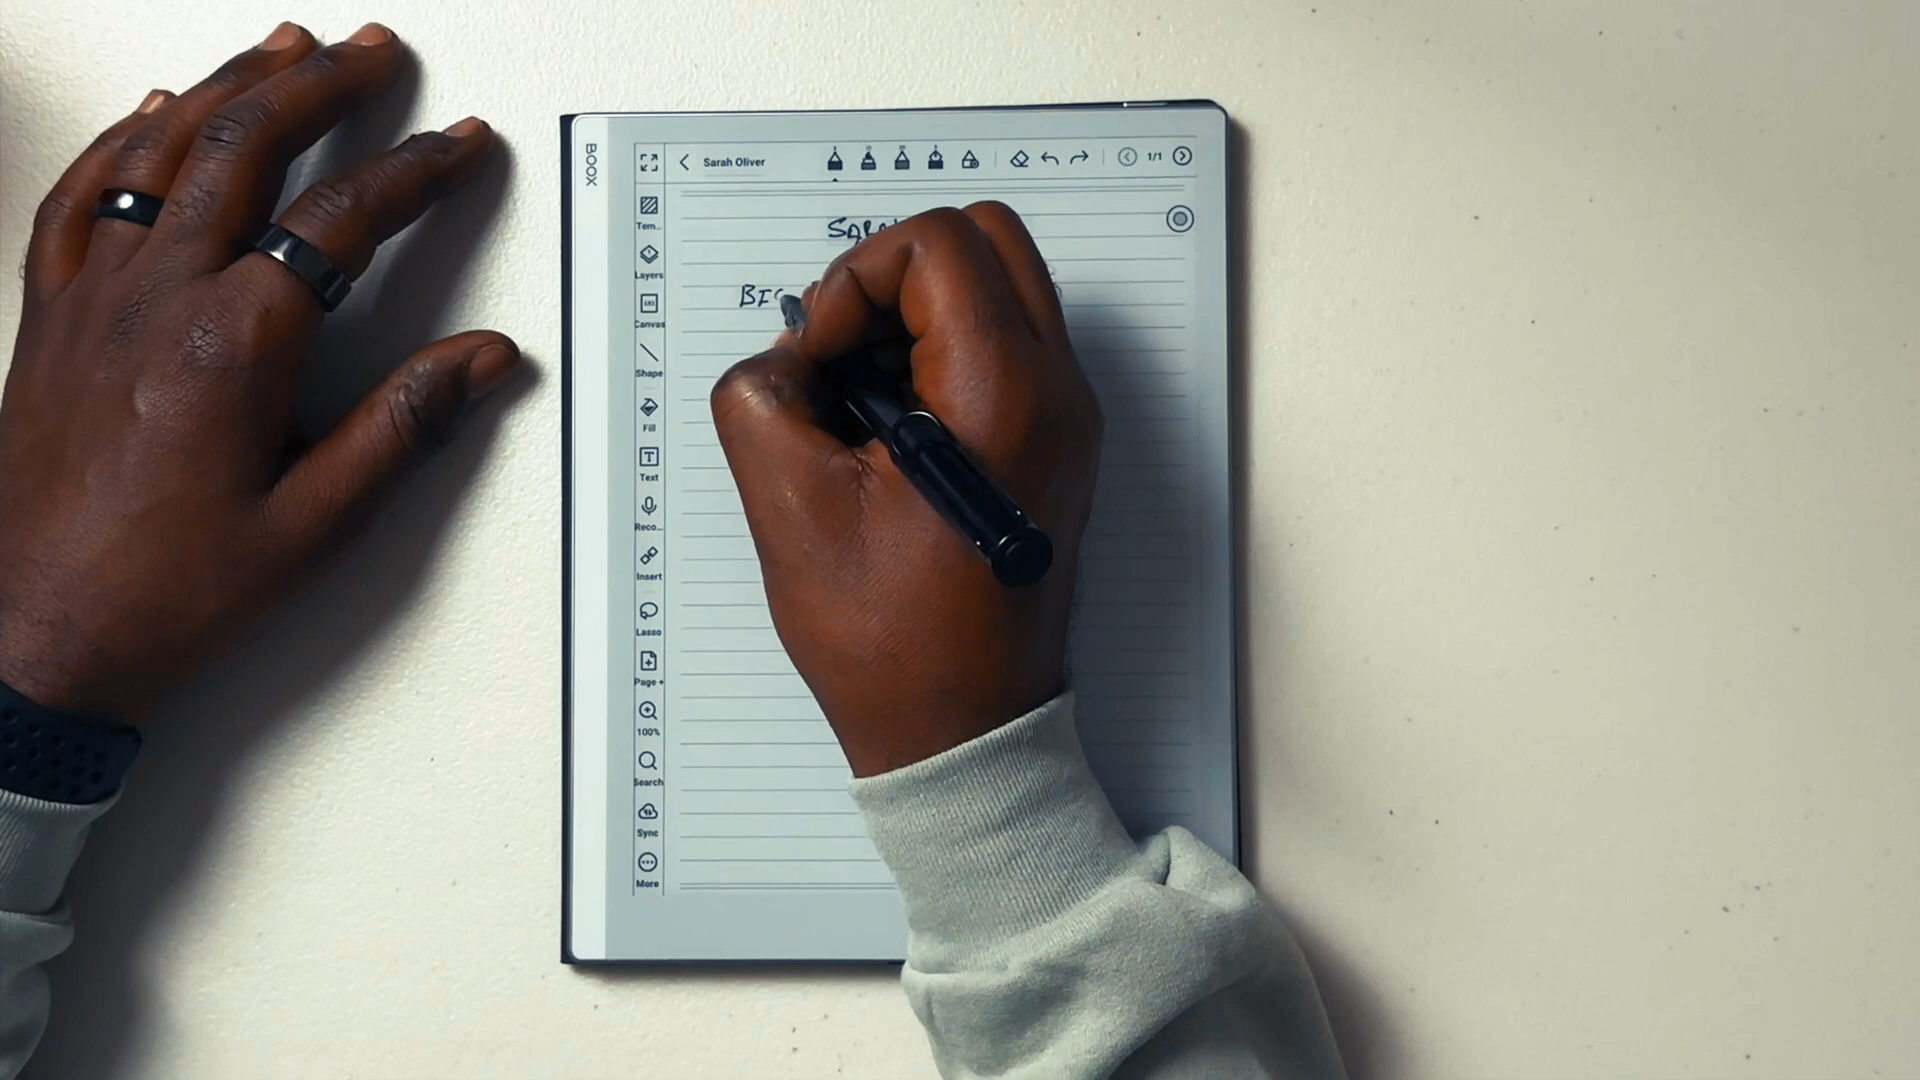 BOOX
Sarah Oliver
1/1
Tem...
Layers
Canvas
Shape
Fill
Text
Reco...
Insert
Lasso
Page +
100%
Search
Sync
More